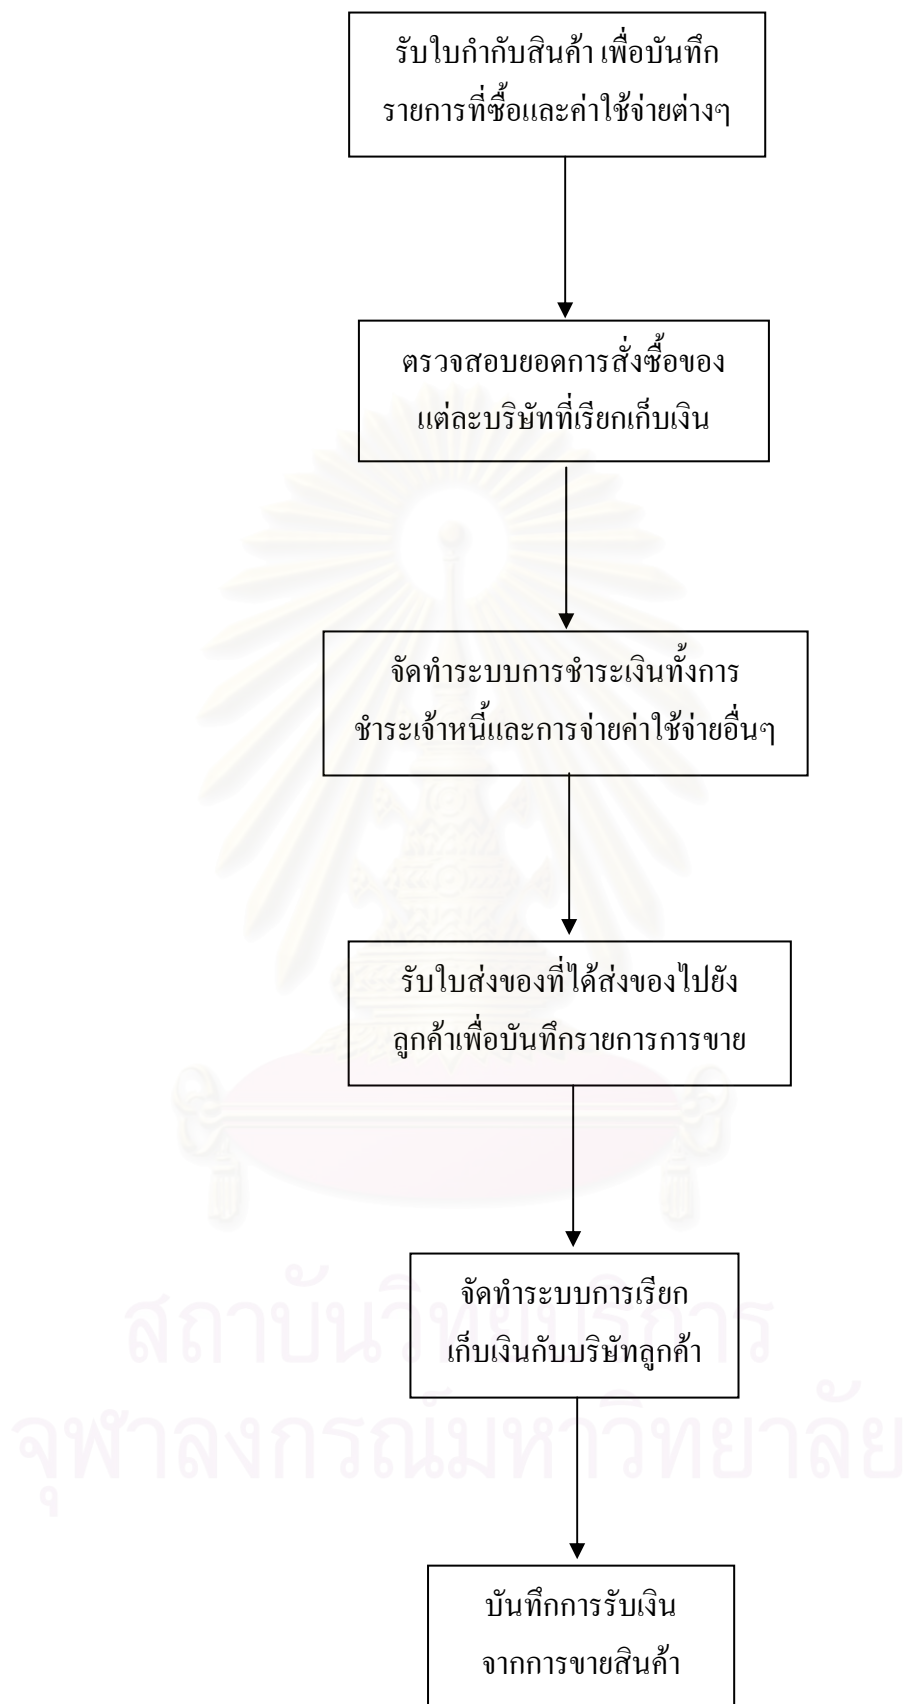 รับใบกำกับสินค้า เพื่อบันทึก
รายการที่ซื้อและค่าใช้จ่ายต่างๆ
ตรวจสอบยอดการสั่งซื้อของ
แต่ละบริษัทที่เรียกเก็บเงิน
จัดทำระบบการชำระเงินทั้งการ
ชำระเจ้าหนี้และการจ่ายค่าใช้จ่ายอื่นๆ
รับใบส่งของที่ได้ส่งของไปยัง
ลูกค้าเพื่อบันทึกรายการการขาย
จัดทำระบบการเรียก
เก็บเงินกับบริษัทลูกค้า
สถาบันวิทยบริการ
จุฬาลงกรณ์มหาวิทยาลัย
บันทึกการรับเงิน
จากการขายสินค้า